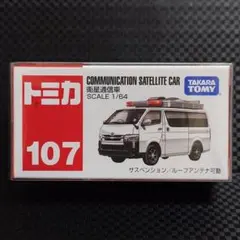 トミカ
107
COMMUNICATION SATELLITE CAR
衛星通信車
SCALE 1/64
TAKARA
TOMY
サスペンション／ルーフアンテナ可動